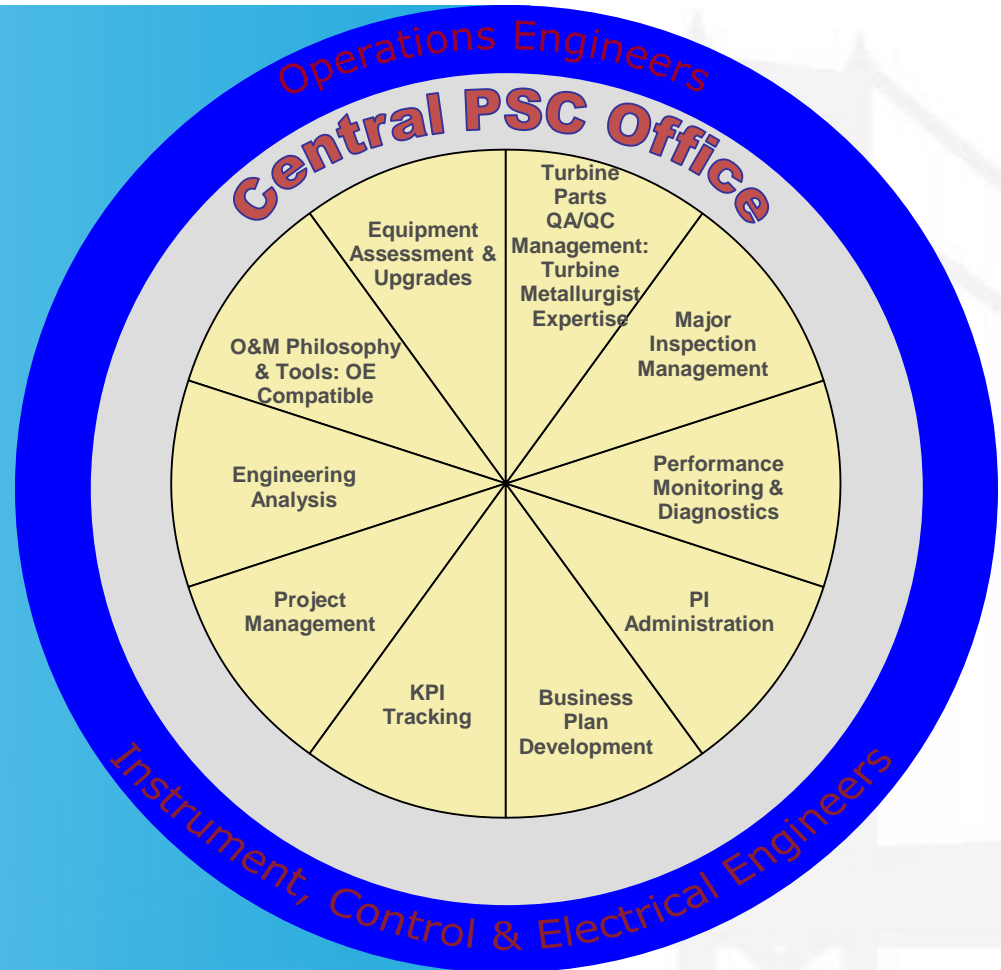 Operations Engineers
Central PSC Office
Turbine
Parts
QA/QC
Management:
Turbine
Metallurgist
Expertise
Major
Inspection
Management
Performance
Monitoring &
Diagnostics
PI
Administration
Business
Plan
Development
KPI
Tracking
Project
Management
Engineering
Analysis
O&M Philosophy
& Tools: OE
Compatible
Equipment
Assessment &
Upgrades
Instrument, Control & Electrical Engineers